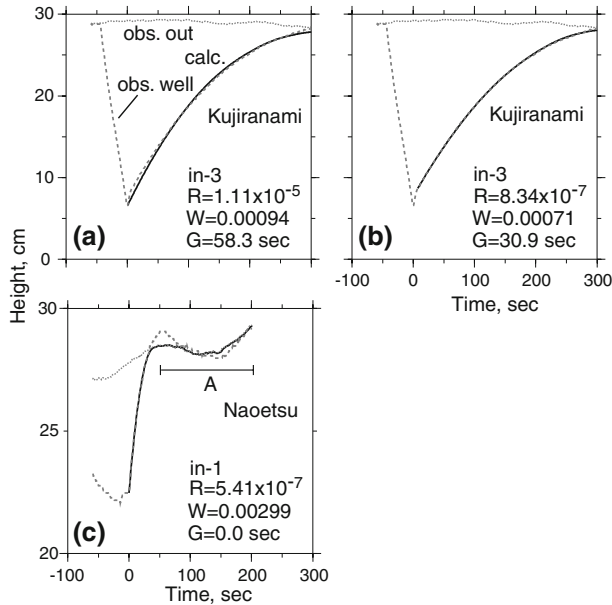 30
20
10
0
Height, cm
obs. out
calc.
obs. well
Kujiranami
in-3
R=1.11x10-5
W=0.00094
G=58.3 sec
(a)
Kujiranami
in-3
R=8.34x10-7
W=0.00071
G=30.9 sec
(b)
-100 0 100 200 300
Time, sec
30
25
20
A
Naoetsu
in-1
R=5.41x10-7
W=0.00299
G=0.0 sec
(c)
-100 0 100 200 300
Time, sec